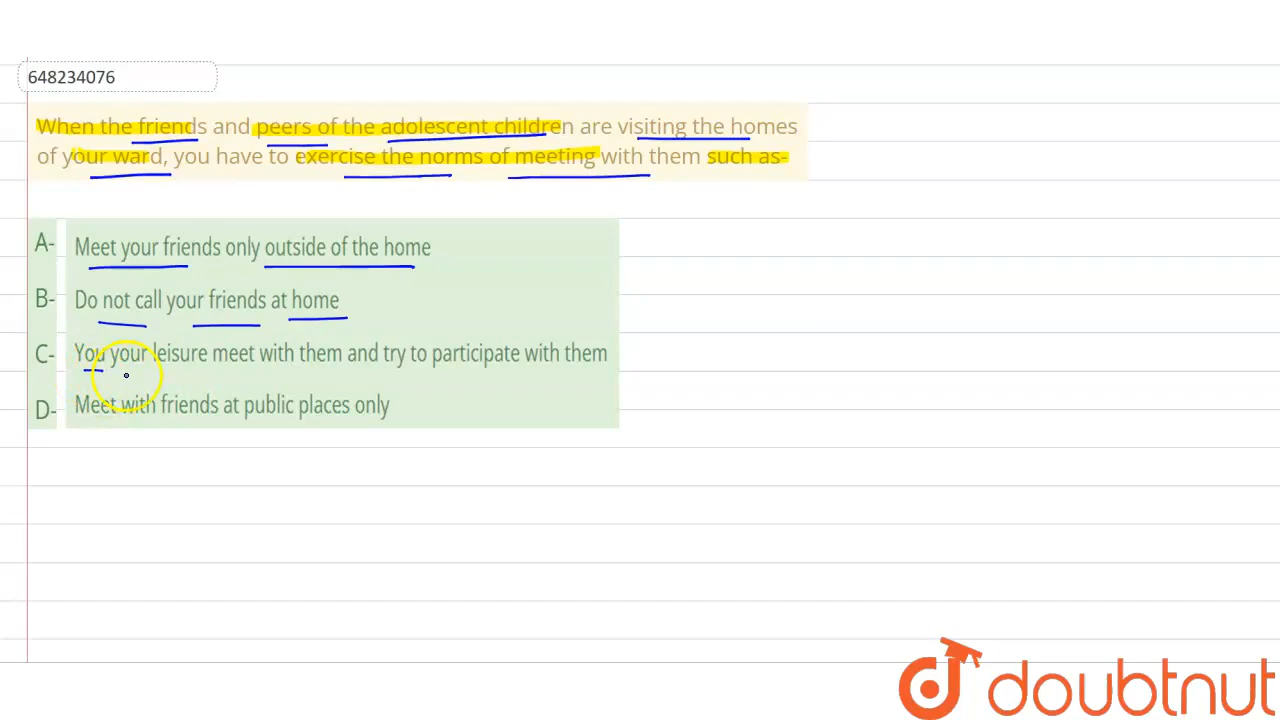 648234076
When the friends and peers of the adolescent children are visiting the homes
of your ward, you have to exercise the norms of meeting with them such as-
A- Meet your friends only outside of the home
B- Do not call your friends at home
C- You your leisure meet with them and try to participate with them
D- Meet with friends at public places only
doubtnut